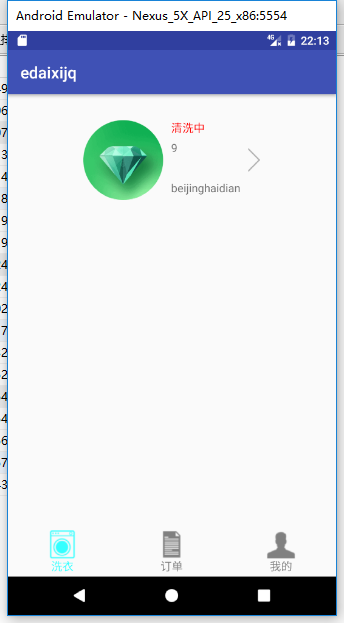 Android Emulator - Nexus_5X_API_25_x86:5554
22:13
edaixijq
清洗中
9
beijinghaidian
洗衣
订单
我的